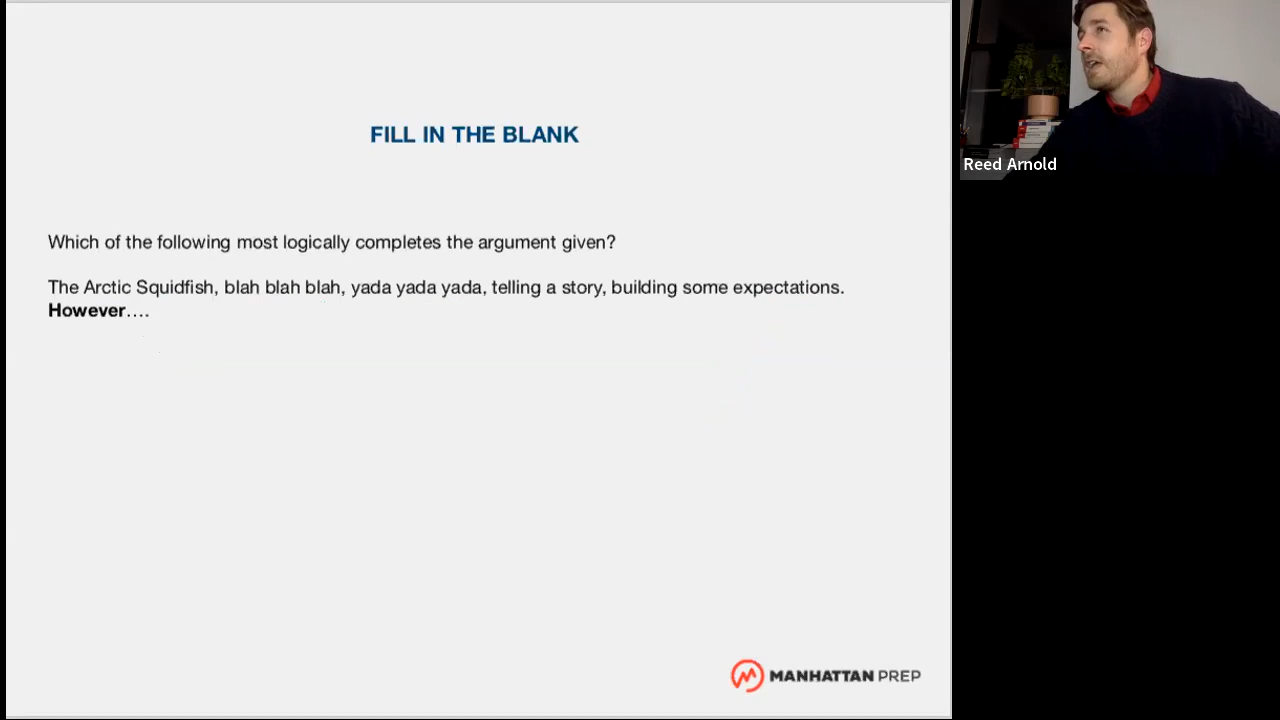 FILL IN THE BLANK
Reed Arnold
Which of the following most logically completes the argument given?
The Arctic Squidfish, blah blah blah, yada yada yada, telling a story, building some expectations.
However….
MANHATTAN PREP